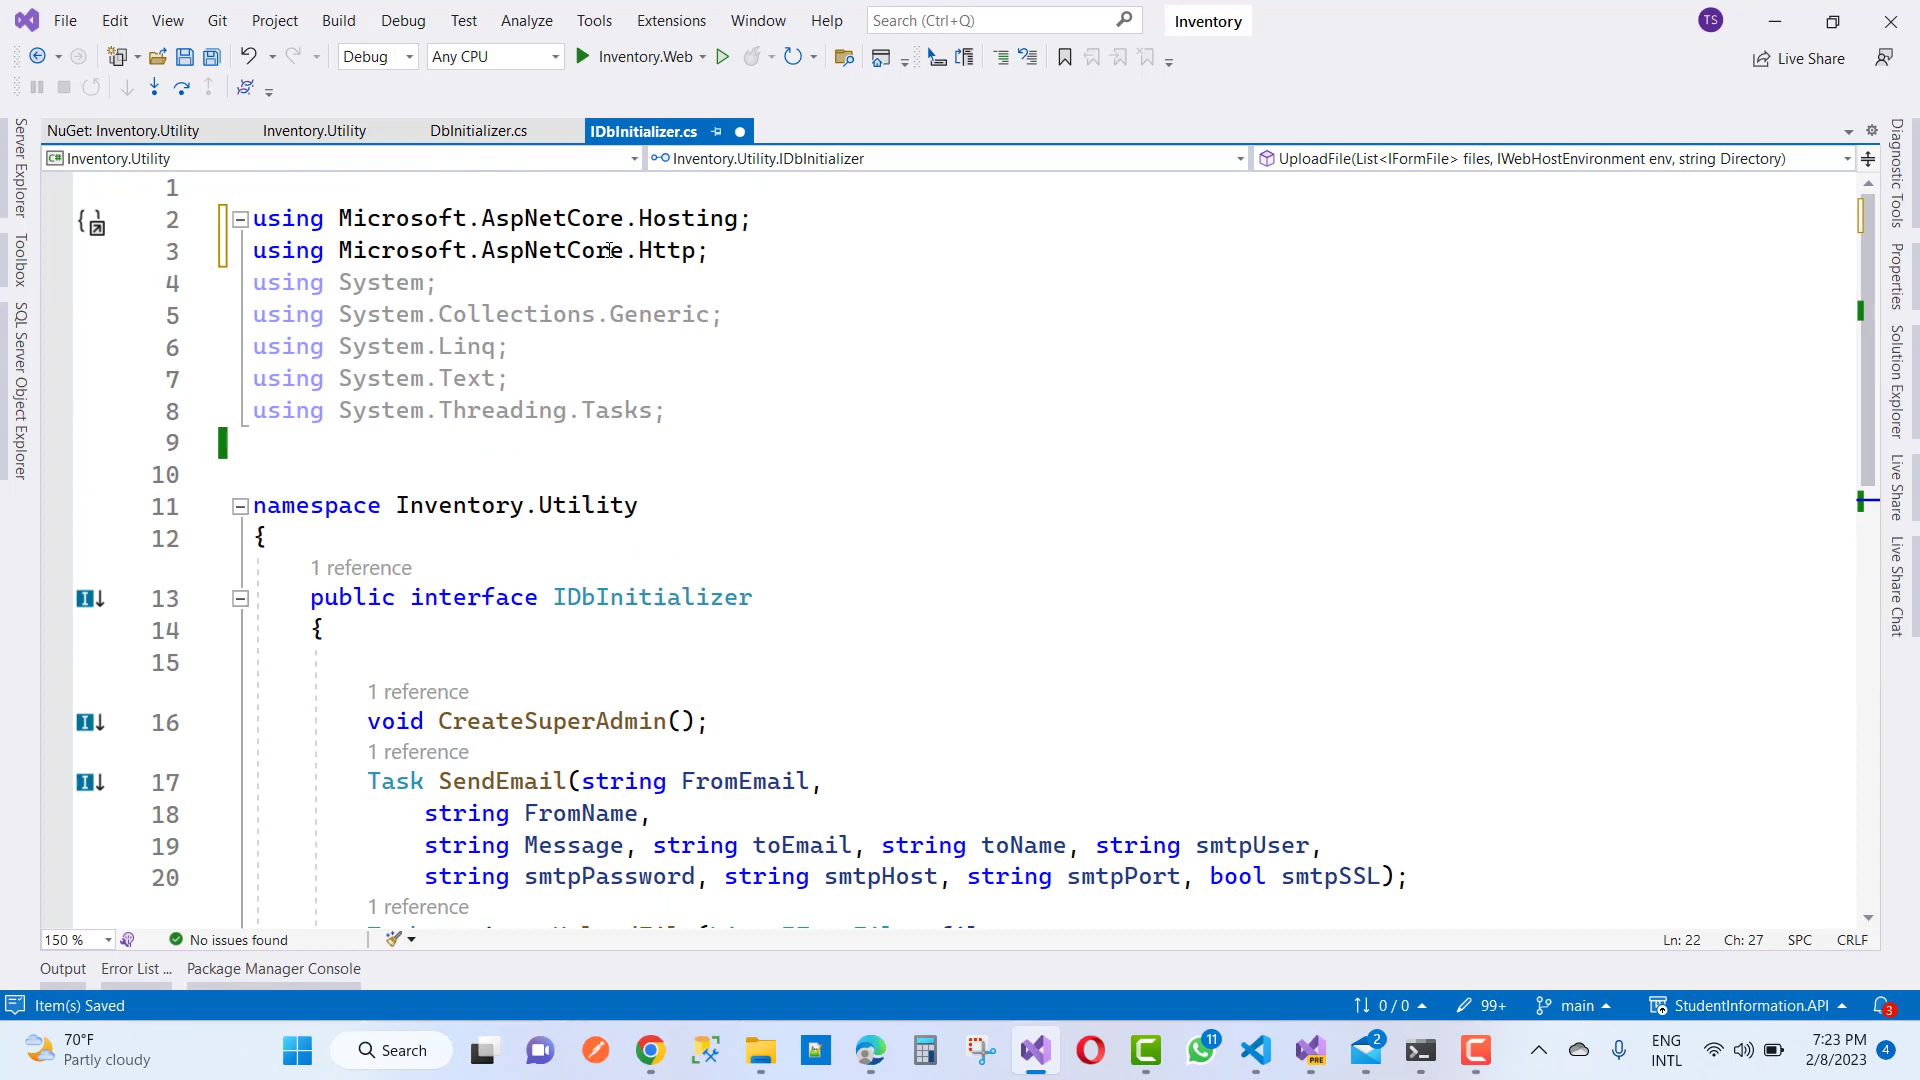 File Edit View Git Project Build Debug Test Analyze Tools Extensions Window Help Search (Ctrl+Q) Inventory TS
Debug Any CPU Inventory.Web Live Share
NuGet: Inventory.Utility Inventory.Utility DbInitializer.cs IDbInitializer.cs
C# Inventory.Utility Inventory.Utility.IDbInitializer UploadFile(List<IFormFile> files, IWebHostEnvironment env, string Directory)
Server Explorer
Toolbox
SQL Server Object Explorer
1
2 using Microsoft.AspNetCore.Hosting;
3 using Microsoft.AspNetCore.Http;
4 using System;
5 using System.Collections.Generic;
6 using System.Linq;
7 using System.Text;
8 using System.Threading.Tasks;
9
10
11 namespace Inventory.Utility
12 {
1 reference
13 public interface IDbInitializer
14 {
15
1 reference
16 void CreateSuperAdmin();
1 reference
17 Task SendEmail(string FromEmail,
18 string FromName,
19 string Message, string toEmail, string toName, string smtpUser,
20 string smtpPassword, string smtpHost, string smtpPort, bool smtpSSL);
1 reference
Diagnostic Tools
Properties
Solution Explorer
Live Share
Live Share Chat
150 % No issues found Ln: 22 Ch: 27 SPC CRLF
Output Error List ... Package Manager Console
Item(s) Saved 0 / 0 99+ main StudentInformation.API 3
70°F
Partly cloudy
Search
11
PRE
2
ENG
INTL
7:23 PM
2/8/2023
4